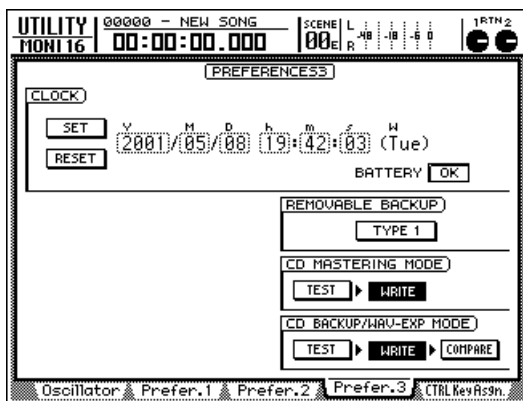 UTILITY 00000 - NEW SONG SCENE L -48 -18 -6 0 1RTN2
MONI16 00:00:00.000 00E R
PREFERENCES3
CLOCK
SET Y M D h m s W
2001/05/08 19:42:03 (Tue)
RESET
BATTERY OK
REMOVABLE BACKUP
TYPE 1
CD MASTERING MODE
TEST WRITE
CD BACKUP/WAV-EXP MODE
TEST WRITE COMPARE
Oscillator Prefer.1 Prefer.2 Prefer.3 CTRL KeyAsgn.